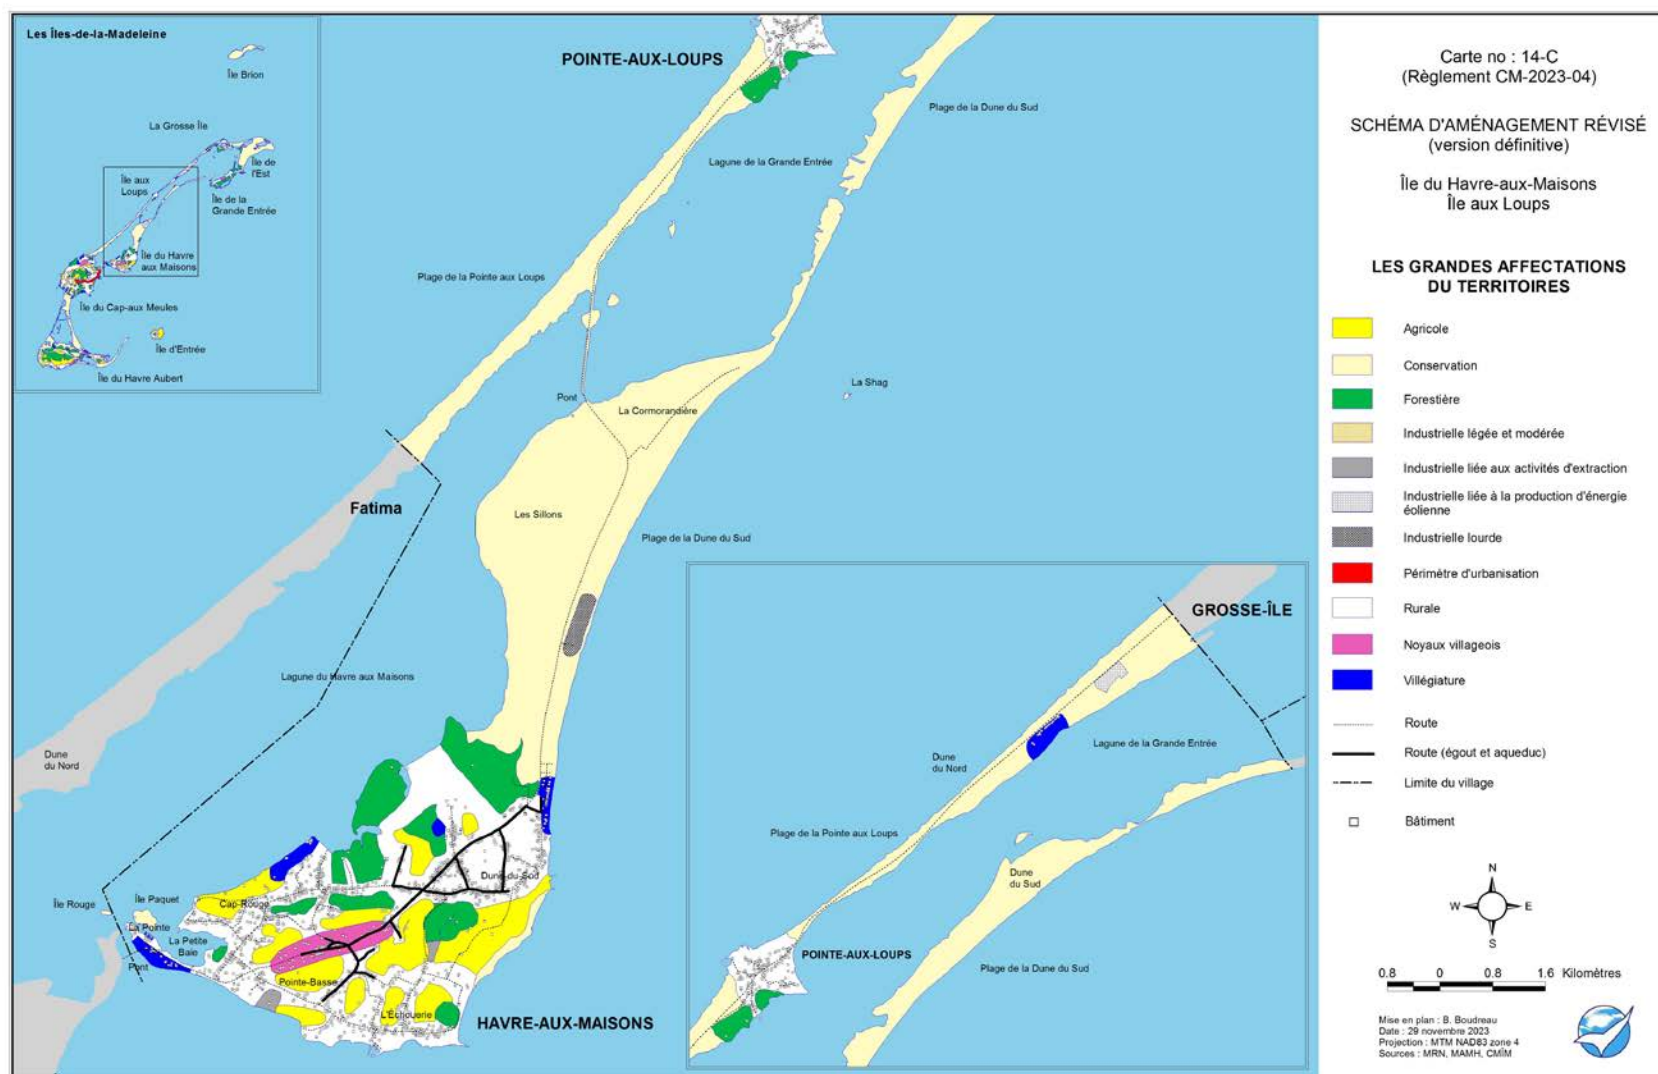 Les Îles-de-la-Madeleine
Île Brion
La Grosse Île
Île de
l'Est
Île aux
Loups
Île de la
Grande Entrée
Île du Havre
aux Maisons
Île du Cap-aux Meules
Île d'Entrée
Île du Havre Aubert
POINTE-AUX-LOUPS
Plage de la Dune du Sud
Lagune de la Grande Entrée
Plage de la Pointe aux Loups
La Shag
Pont
La Cormorandière
Fatima
Les Sillons
Plage de la Dune du Sud
Lagune du Havre aux Maisons
Dune
du Nord
Dune-du-Sud
Île Rouge
Île Paquet
Cap-Rouge
La Pointe
La Petite
Baie
Pont
Pointe-Basse
L'Échouerie
HAVRE-AUX-MAISONS
GROSSE-ÎLE
Lagune de la Grande Entrée
Dune
du Nord
Plage de la Pointe aux Loups
Dune
du Sud
POINTE-AUX-LOUPS
Plage de la Dune du Sud
Carte no : 14-C
(Règlement CM-2023-04)
SCHÉMA D'AMÉNAGEMENT RÉVISÉ
(version définitive)
Île du Havre-aux-Maisons
Île aux Loups
LES GRANDES AFFECTATIONS
DU TERRITOIRES
Agricole
Conservation
Forestière
Industrielle légée et modérée
Industrielle liée aux activités d'extraction
Industrielle liée à la production d'énergie
éolienne
Industrielle lourde
Périmètre d'urbanisation
Rurale
Noyaux villageois
Villégiature
Route
Route (égout et aqueduc)
Limite du village
Bâtiment
N
W
E
S
0.8 0 0.8 1.6 Kilomètres
Mise en plan : B. Boudreau
Date : 29 novembre 2023
Projection : MTM NAD83 zone 4
Sources : MRN, MAMH, CMÎM